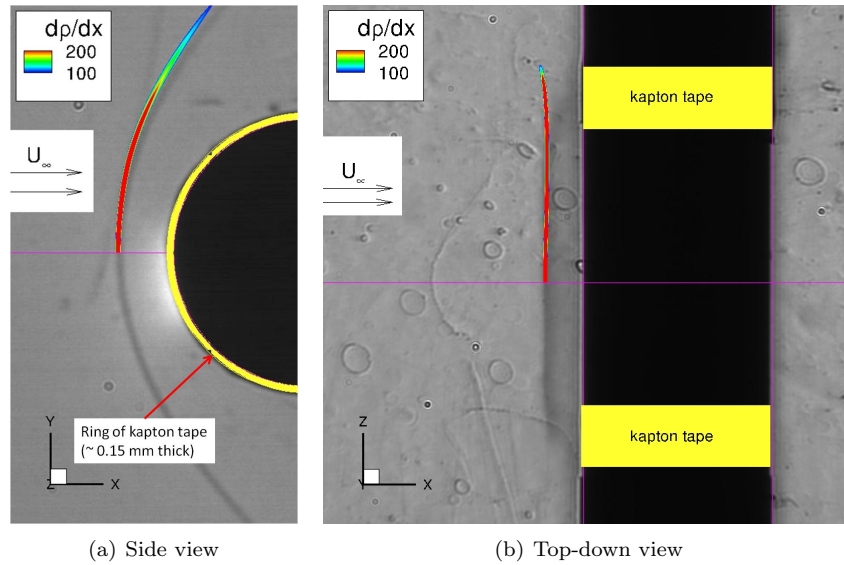 dρ/dx
200
100
U∞
Ring of kapton tape
(~ 0.15 mm thick)
Y
Z
X
dρ/dx
200
100
kapton tape
U∞
kapton tape
Z
Y
X
(a) Side view
(b) Top-down view